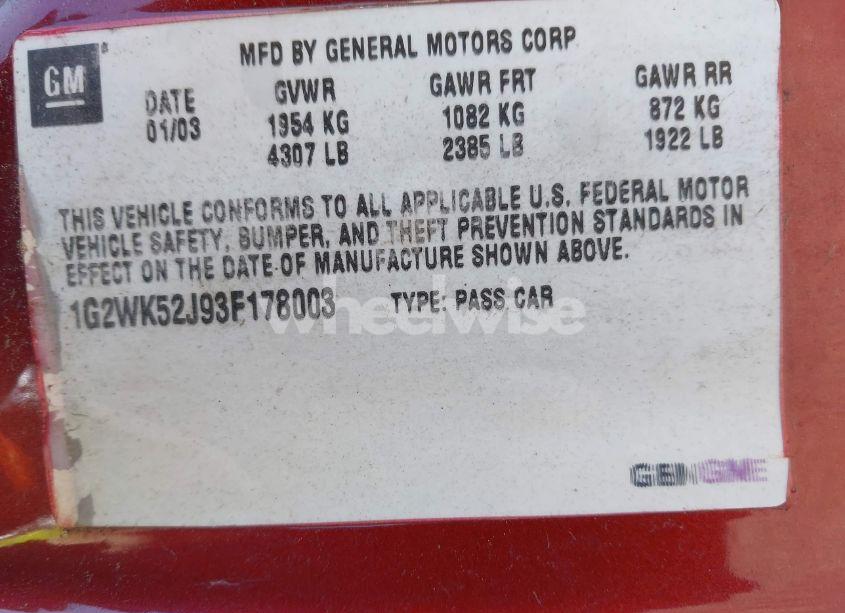 GM
MFD BY GENERAL MOTORS CORP
DATE GVWR GAWR FRT GAWR RR
01/03 1954 KG 1082 KG 872 KG
4307 LB 2385 LB 1922 LB
THIS VEHICLE CONFORMS TO ALL APPLICABLE U.S. FEDERAL MOTOR
VEHICLE SAFETY, BUMPER, AND THEFT PREVENTION STANDARDS IN
EFFECT ON THE DATE OF MANUFACTURE SHOWN ABOVE.
1G2WK52J93F178003 TYPE: PASS CAR
wheelwise